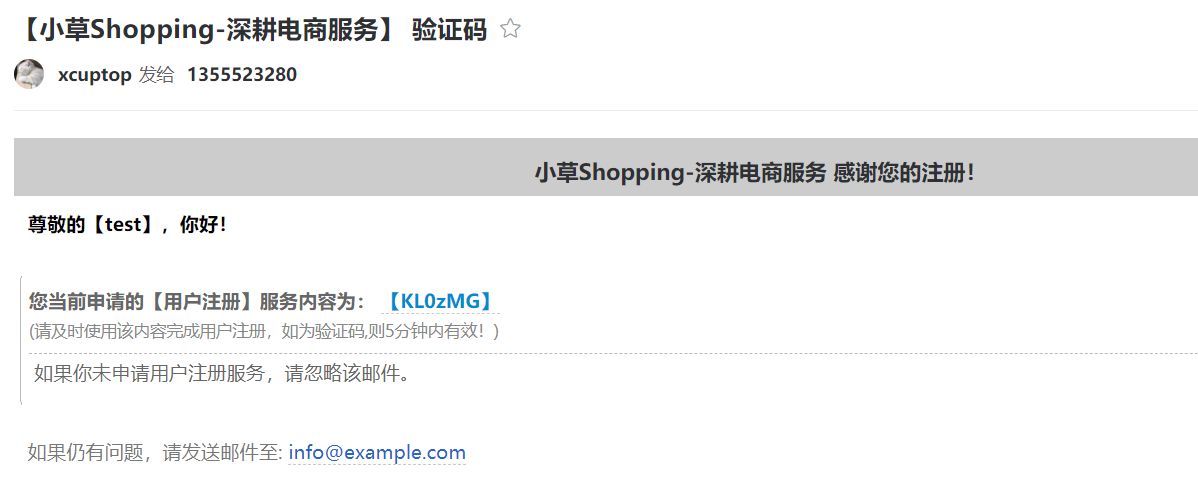 【小草Shopping-深耕电商服务】 验证码
xcuptop 发给 1355523280
小草Shopping-深耕电商服务 感谢您的注册！
尊敬的【test】，你好！
您当前申请的【用户注册】服务内容为： 【KL0zMG】
(请及时使用该内容完成用户注册，如为验证码,则5分钟内有效！)
如果你未申请用户注册服务，请忽略该邮件。
如果仍有问题，请发送邮件至: info@example.com